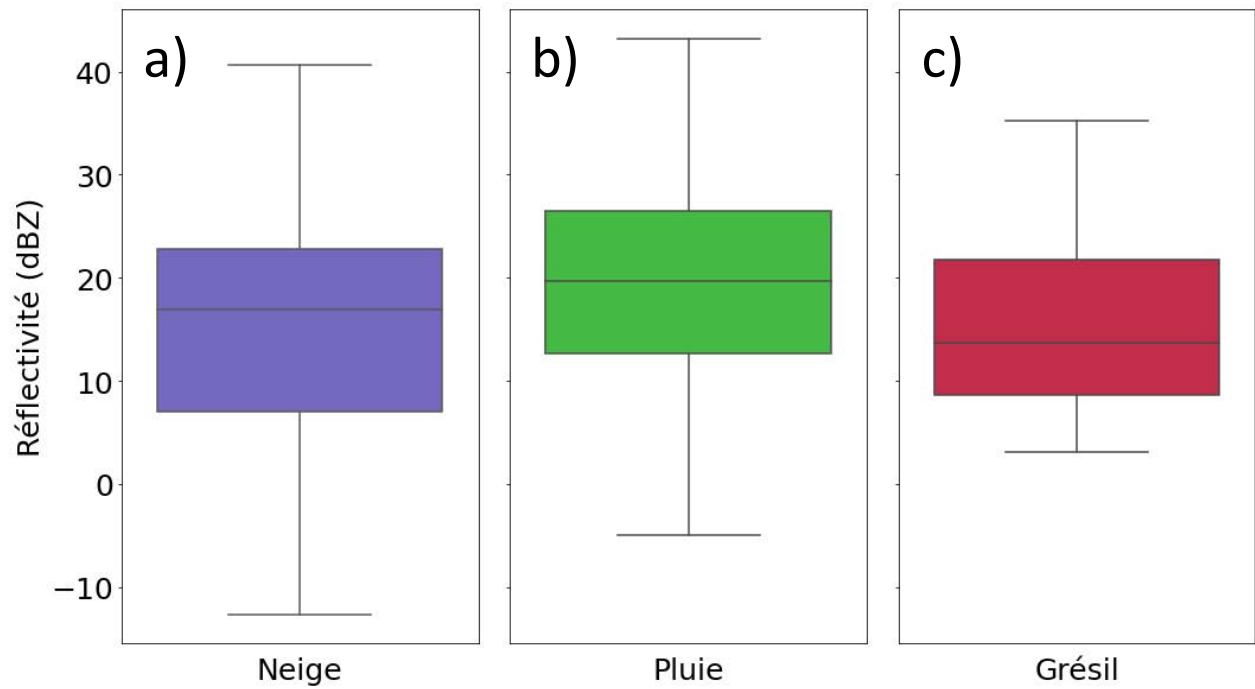 a)
b)
c)
Réflectivité (dBZ)
40
30
20
10
0
−10
Neige
Pluie
Grésil